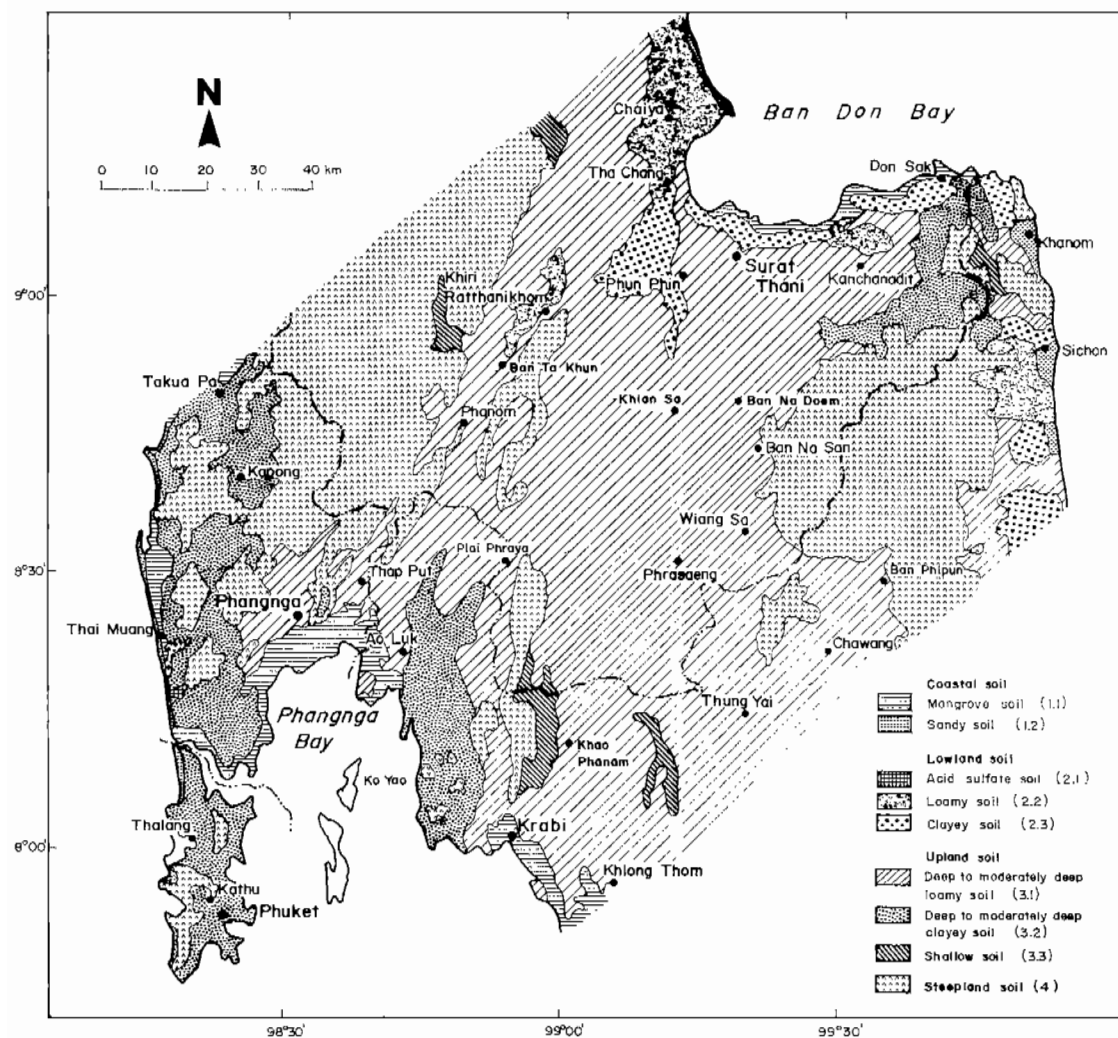 N
0 10 20 30 40 km
Ban Don Bay
Chaiya
Tha Chang
Don Sak
Khanom
Khiri
Ratthanikhom
Phun Phin
Surat
Thani
Kanchanadit
9°00'
Sichon
Takua Pa
Ban Ta Khun
Khian Sa
Ban Na Doem
Phanom
Ban Na San
Kapong
Wiang Sa
8°30'
Thap Put
Plai Phraya
Phrasaeng
Ban Phipun
Phangnga
Thai Muang
Ao Luk
Chawang
Thung Yai
Phangnga
Bay
Khao
Phanam
Ko Yao
Thalang
Krabi
8°00'
Khlong Thom
Kathu
Phuket
Coastal soil
Mangrove soil (1.1)
Sandy soil (1.2)
Lowland soil
Acid sulfate soil (2.1)
Loamy soil (2.2)
Clayey soil (2.3)
Upland soil
Deep to moderately deep
loamy soil (3.1)
Deep to moderately deep
clayey soil (3.2)
Shallow soil (3.3)
Steepland soil (4)
98°30'
99°00'
99°30'